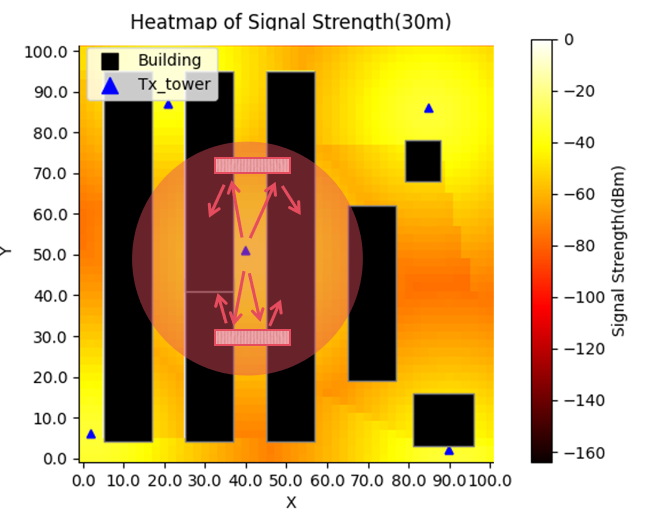 Heatmap of Signal Strength(30m)
Building
Tx_tower
100.0
90.0
80.0
70.0
60.0
50.0
40.0
30.0
20.0
10.0
0.0
Y
0.0 10.0 20.0 30.0 40.0 50.0 60.0 70.0 80.0 90.0 100.0
X
0
−20
−40
−60
−80
−100
−120
−140
−160
Signal Strength(dBm)